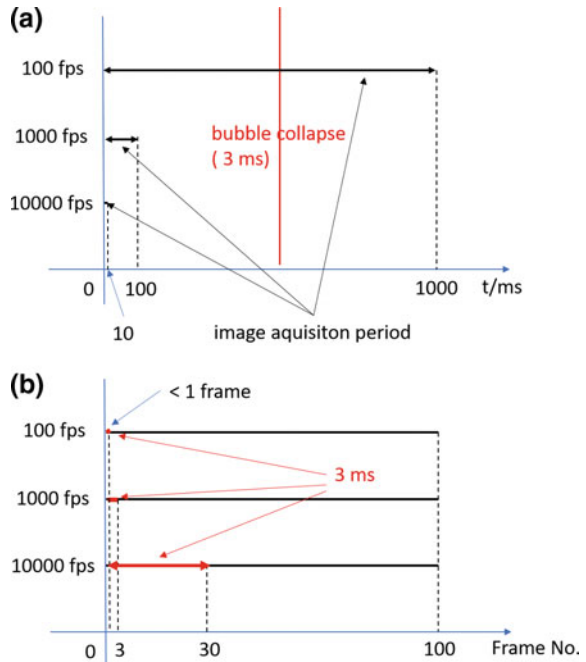 (a)
100 fps
1000 fps
bubble collapse
( 3 ms)
10000 fps
0
100
1000
t/ms
10
image aquisiton period
(b)
< 1 frame
100 fps
3 ms
1000 fps
10000 fps
0
3
30
100
Frame No.